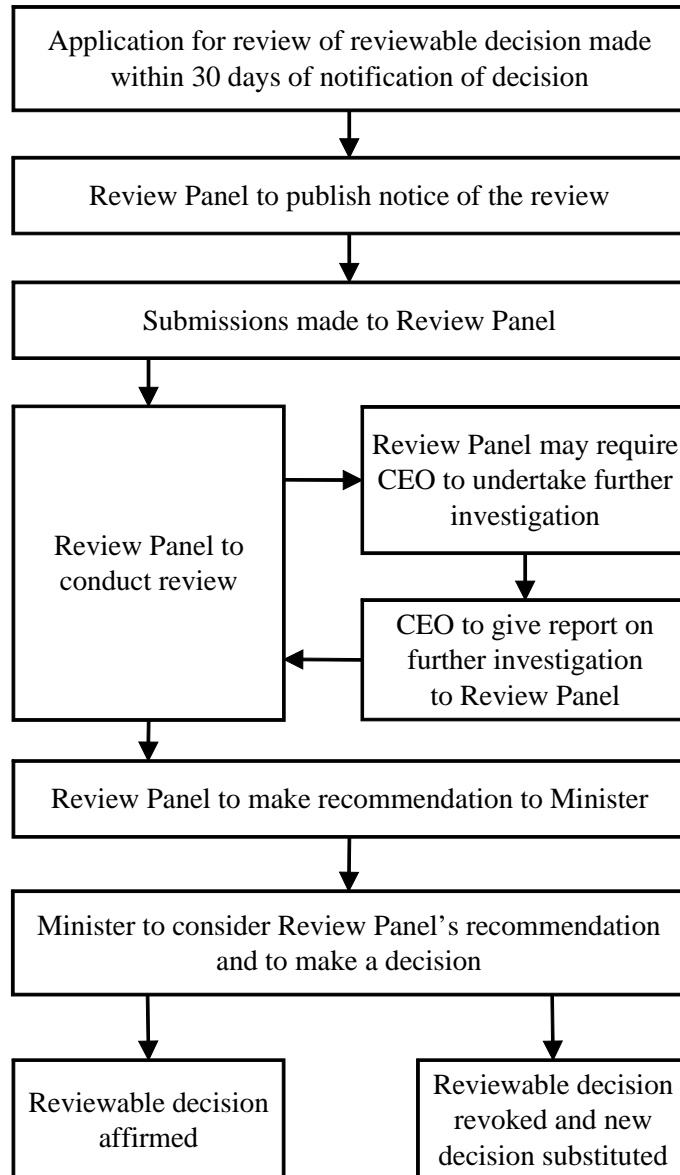 Application for review of reviewable decision made
within 30 days of notification of decision
Review Panel to publish notice of the review
Submissions made to Review Panel
Review Panel to
conduct review
Review Panel may require
CEO to undertake further
investigation
CEO to give report on
further investigation
to Review Panel
Review Panel to make recommendation to Minister
Minister to consider Review Panel’s recommendation
and to make a decision
Reviewable decision
affirmed
Reviewable decision
revoked and new
decision substituted